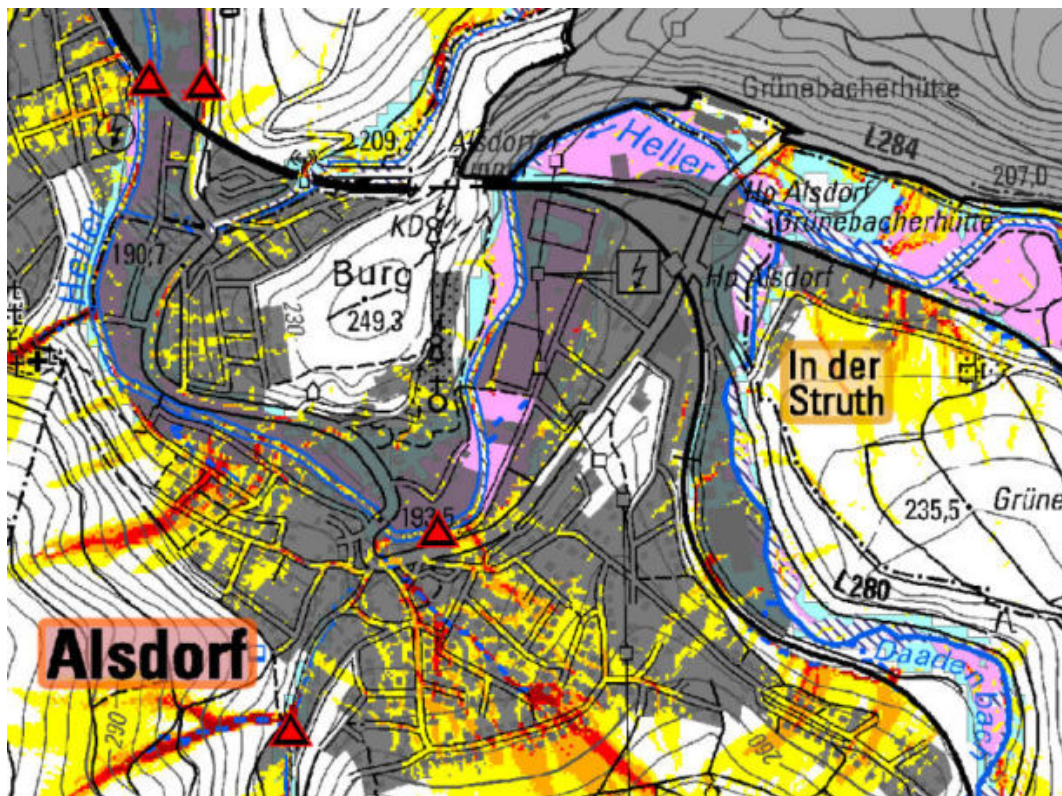 Grünebacherhütte
Heller
L284
209,2
Alsdorfer
207,0
Hp Alsdorf
Grünebacherhütte
KD
Hp Alsdorf
Heller
190,7
Burg
249,3
230
In der
Struth
235,5
193,5
L280
Alsdorf
Daadenbach
290
260